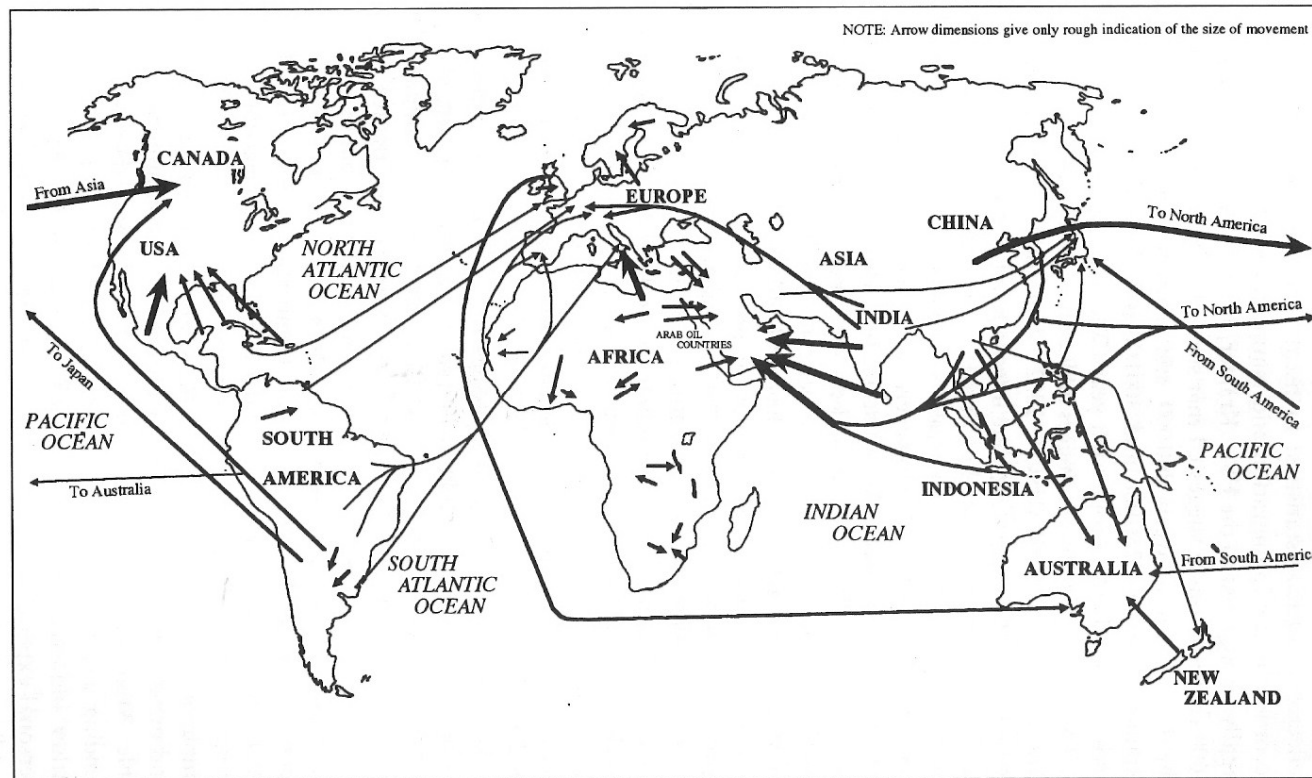 NOTE: Arrow dimensions give only rough indication of the size of movement
CANADA
From Asia
USA
NORTH
ATLANTIC
OCEAN
EUROPE
ASIA
CHINA
To North America
INDIA
To North America
ARAB OIL
COUNTRIES
AFRICA
From South America
To Japan
PACIFIC
OCEAN
SOUTH
AMERICA
To Australia
INDONESIA
PACIFIC
OCEAN
INDIAN
OCEAN
SOUTH
ATLANTIC
OCEAN
AUSTRALIA
From South America
NEW
ZEALAND